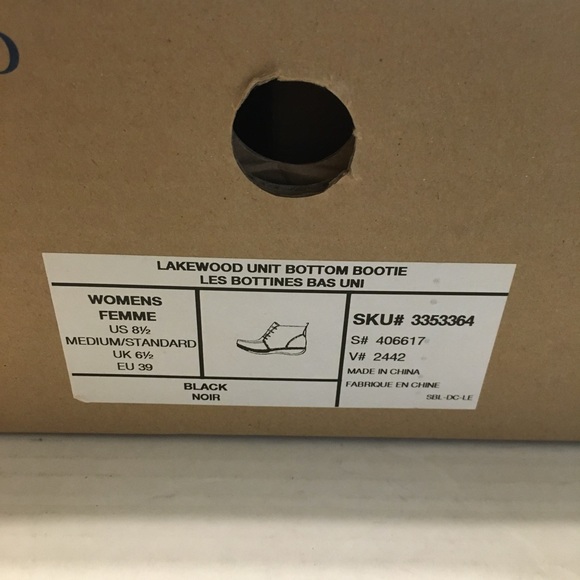 LAKEWOOD UNIT BOTTOM BOOTIE
LES BOTTINES BAS UNI
WOMENS
FEMME
US 8½
MEDIUM/STANDARD
UK 6½
EU 39
BLACK
NOIR
SKU# 3353364
S# 406617
V# 2442
MADE IN CHINA
FABRIQUE EN CHINE
SBL-DC-LE